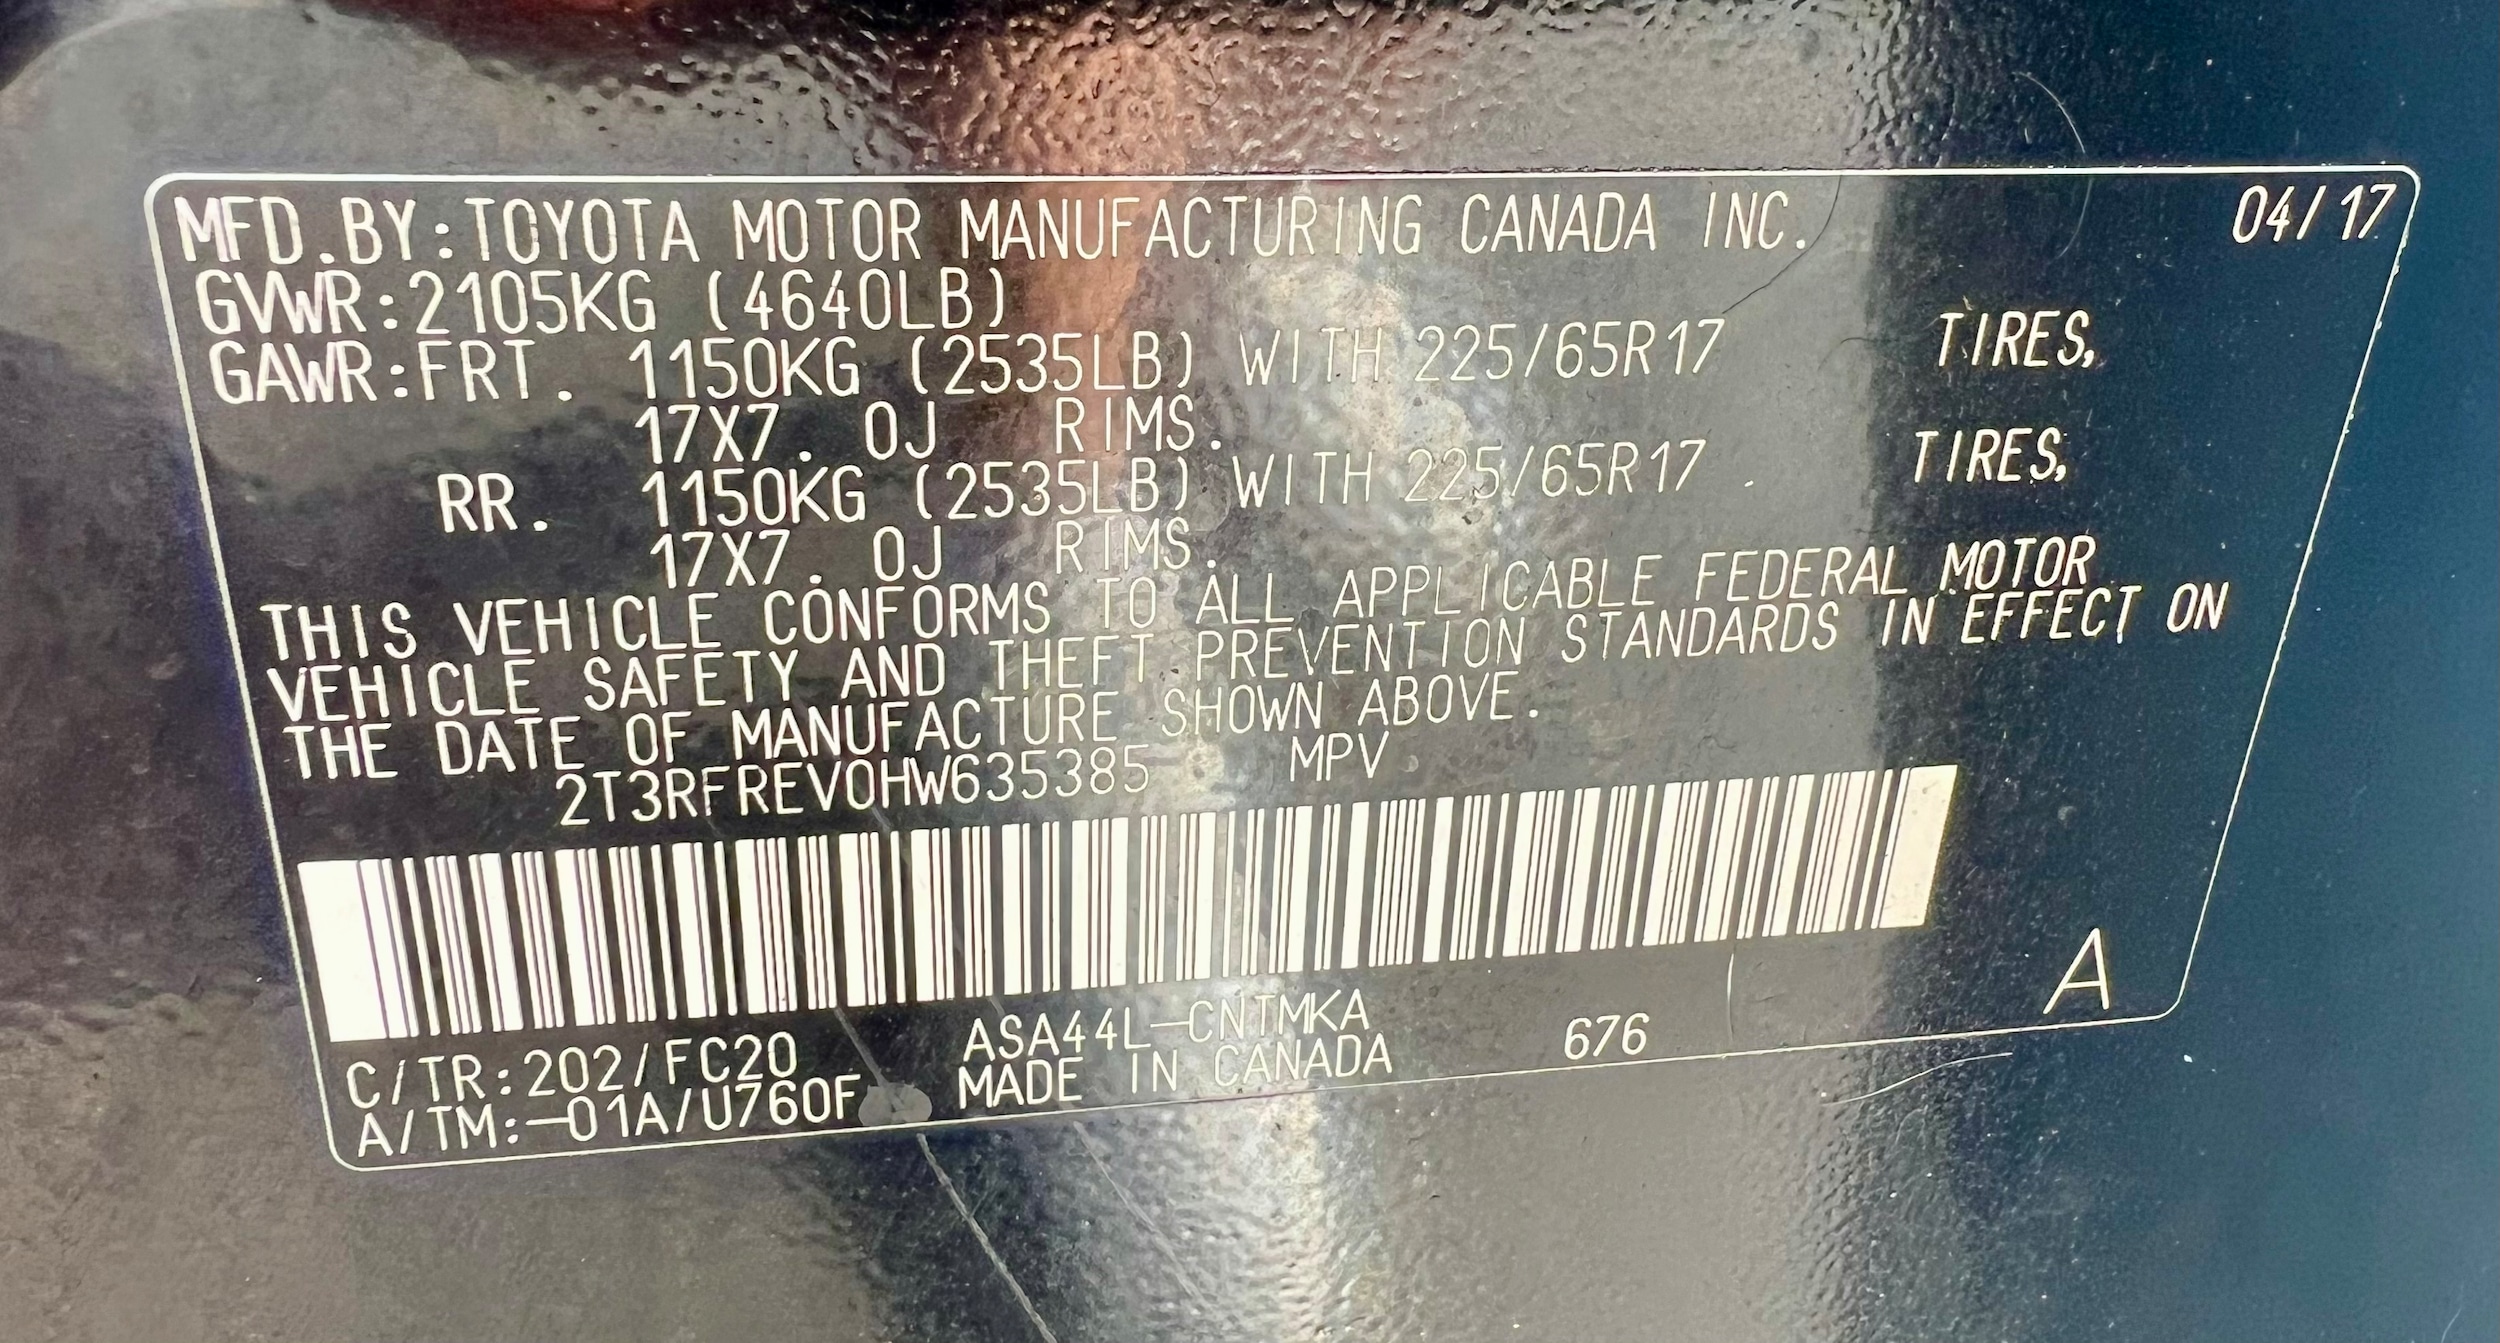 MFD.BY:TOYOTA MOTOR MANUFACTURING CANADA INC. 04/17
GVWR:2105KG (4640LB)
GAWR:FRT. 1150KG (2535LB) WITH 225/65R17 TIRES,
17X7. 0J RIMS.
RR. 1150KG (2535LB) WITH 225/65R17 TIRES,
17X7. 0J RIMS.
THIS VEHICLE CONFORMS TO ALL APPLICABLE FEDERAL MOTOR
VEHICLE SAFETY AND THEFT PREVENTION STANDARDS IN EFFECT ON
THE DATE OF MANUFACTURE SHOWN ABOVE.
2T3RFREV0HW635385 MPV
C/TR:202/FC20 ASA44L-CNTMKA 676 A
A/TM:-01A/U760F MADE IN CANADA